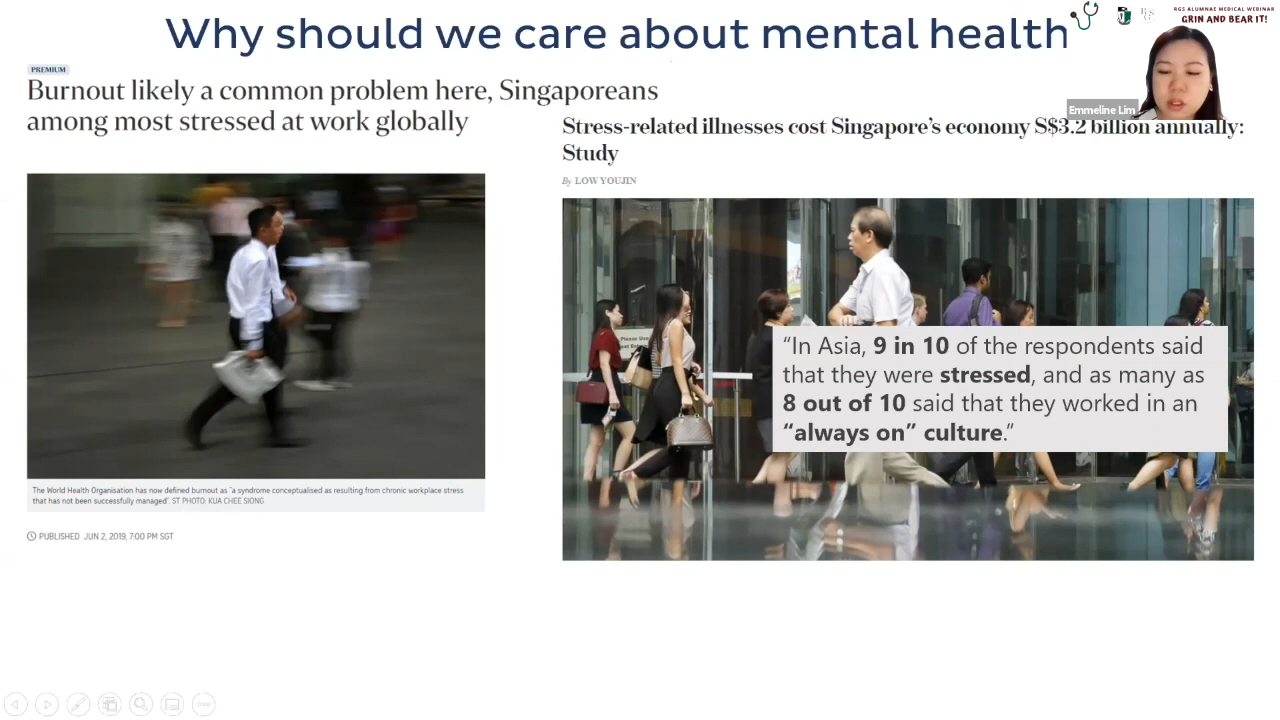 Why should we care about mental health
RGS ALUMNAE MEDICAL WEBINAR
GRIN AND BEAR IT!
Emmeline Lim
PREMIUM
Burnout likely a common problem here, Singaporeans
among most stressed at work globally
The World Health Organisation has now defined burnout as "a syndrome conceptualised as resulting from chronic workplace stress
that has not been successfully managed". ST PHOTO: KUA CHEE SIONG
PUBLISHED JUN 2, 2019, 7:00 PM SGT
Stress-related illnesses cost Singapore's economy S$3.2 billion annually:
Study
By LOW YOUJIN
Please Use
“In Asia, 9 in 10 of the respondents said
that they were stressed, and as many as
8 out of 10 said that they worked in an
“always on” culture.”